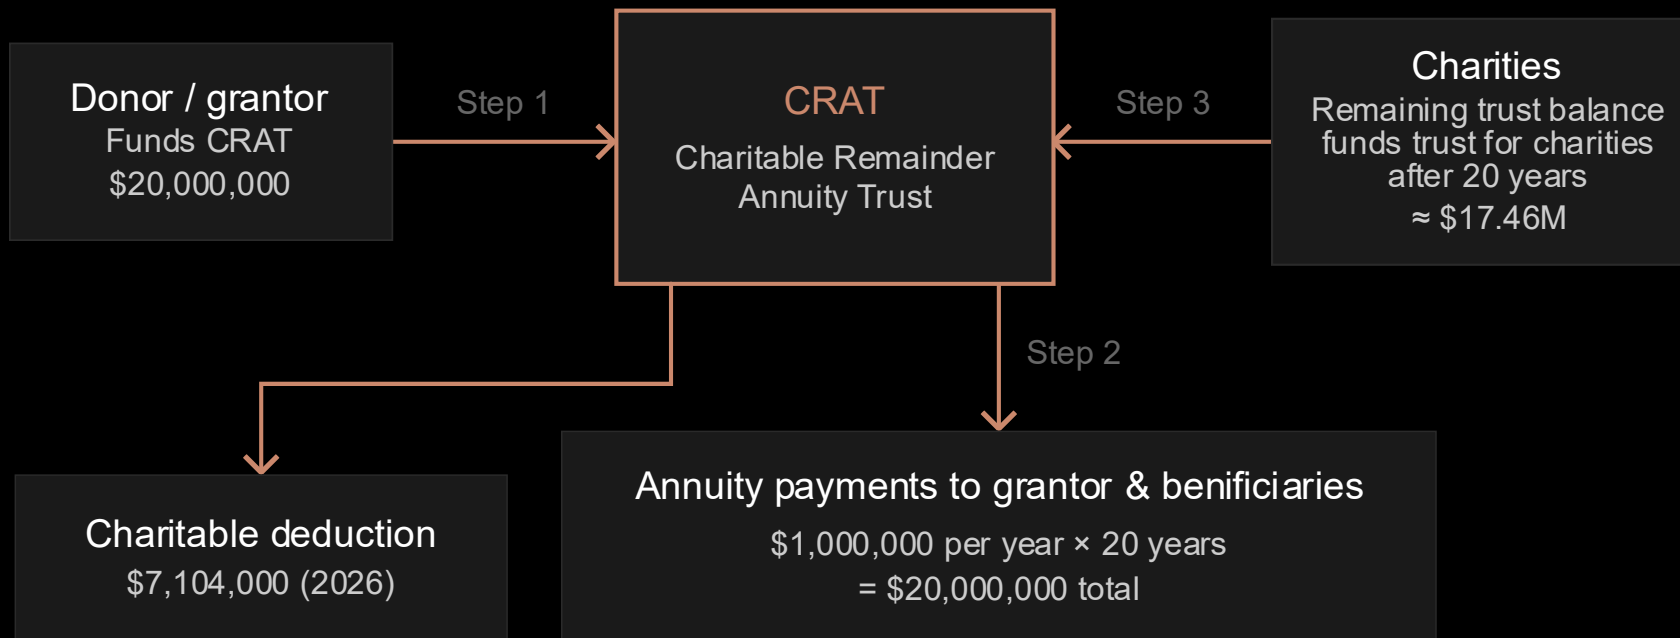 Donor / grantor
Funds CRAT
$20,000,000
Step 1
CRAT
Charitable Remainder
Annuity Trust
Step 3
Charities
Remaining trust balance
funds trust for charities
after 20 years
≈ $17.46M
Step 2
Charitable deduction
$7,104,000 (2026)
Annuity payments to grantor & benificiaries
$1,000,000 per year × 20 years
= $20,000,000 total